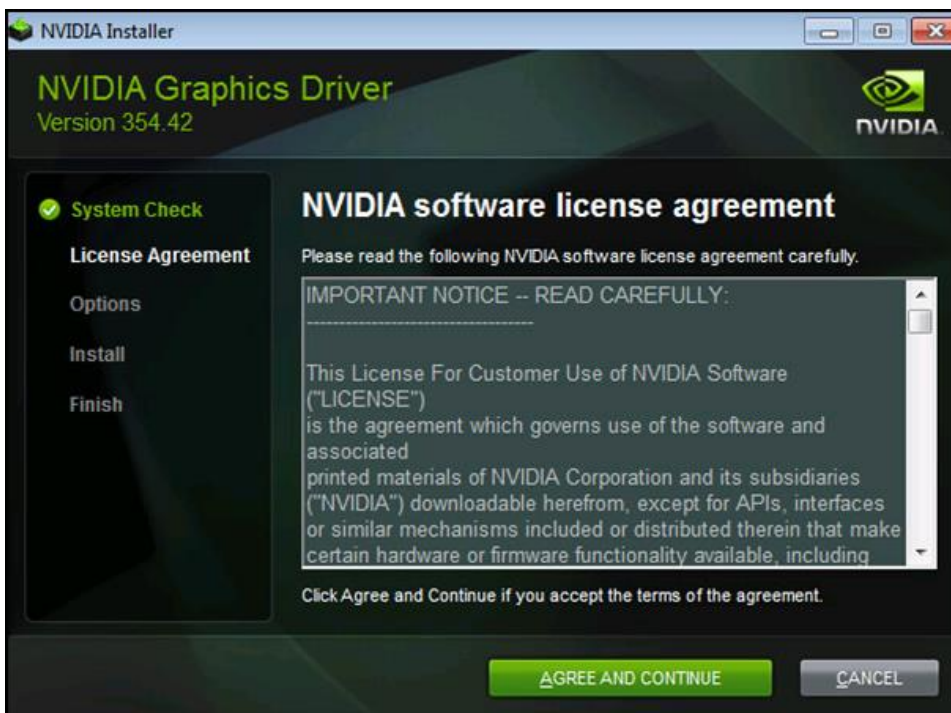 NVIDIA Installer
NVIDIA Graphics Driver
Version 354.42
NVIDIA.
System Check
License Agreement
Options
Install
Finish
NVIDIA software license agreement
Please read the following NVIDIA software license agreement carefully.
IMPORTANT NOTICE -- READ CAREFULLY:
-----------------------------------
This License For Customer Use of NVIDIA Software
("LICENSE")
is the agreement which governs use of the software and
associated
printed materials of NVIDIA Corporation and its subsidiaries
("NVIDIA") downloadable herefrom, except for APIs, interfaces
or similar mechanisms included or distributed therein that make
certain hardware or firmware functionality available, including
Click Agree and Continue if you accept the terms of the agreement.
AGREE AND CONTINUE
CANCEL